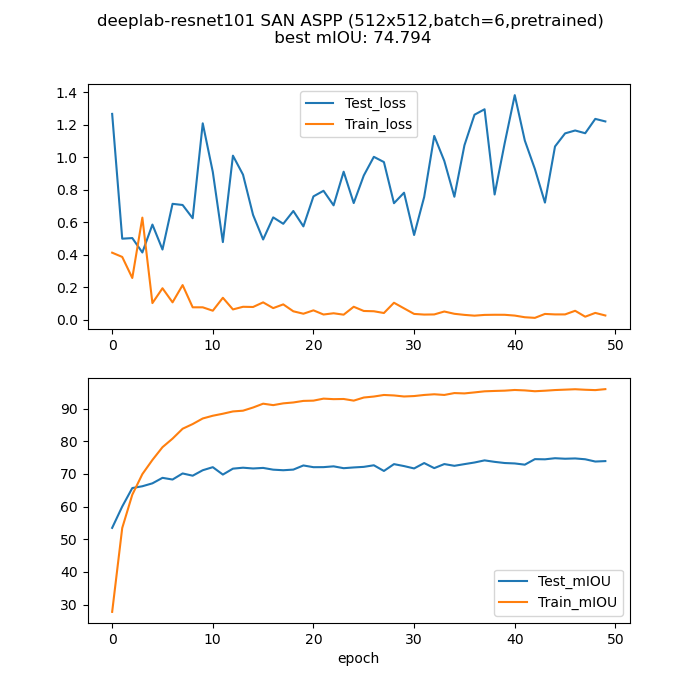 deeplab-resnet101 SAN ASPP (512x512,batch=6,pretrained)
best mIOU: 74.794
1.4
1.2
1.0
0.8
0.6
0.4
0.2
0.0
Test_loss
Train_loss
0 10 20 30 40 50
90
80
70
60
50
40
30
Test_mIOU
Train_mIOU
0 10 20 30 40 50
epoch